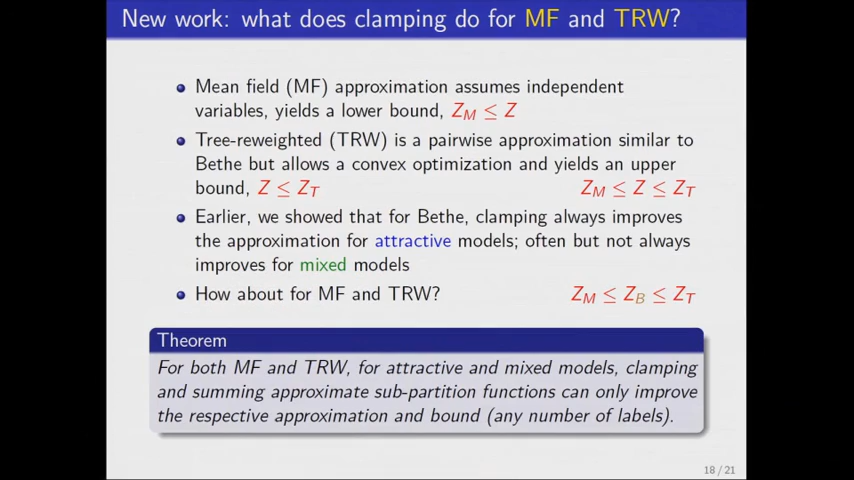 New work: what does clamping do for MF and TRW?
Mean field (MF) approximation assumes independent
variables, yields a lower bound, Z_M ≤ Z
Tree-reweighted (TRW) is a pairwise approximation similar to
Bethe but allows a convex optimization and yields an upper
bound, Z ≤ Z_T Z_M ≤ Z ≤ Z_T
Earlier, we showed that for Bethe, clamping always improves
the approximation for attractive models; often but not always
improves for mixed models
How about for MF and TRW? Z_M ≤ Z_B ≤ Z_T
Theorem
For both MF and TRW, for attractive and mixed models, clamping
and summing approximate sub-partition functions can only improve
the respective approximation and bound (any number of labels).
18 / 21